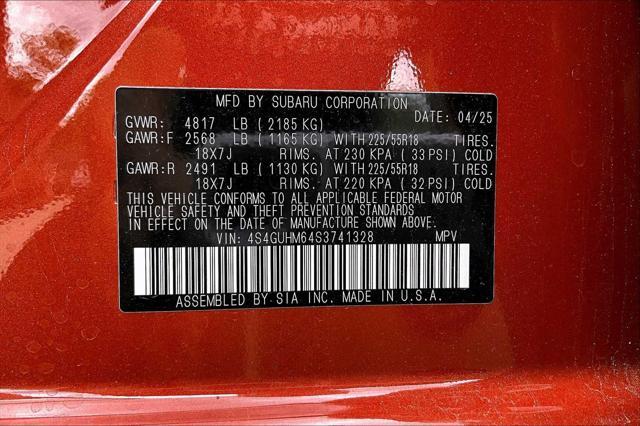 MFD BY SUBARU CORPORATION
GVWR: 4817 LB ( 2185 KG) DATE: 04/25
GAWR:F 2568 LB ( 1165 KG) WITH 225/55R18 TIRES.
18X7J RIMS. AT 230 KPA ( 33 PSI) COLD
GAWR:R 2491 LB ( 1130 KG) WITH 225/55R18 TIRES.
18X7J RIMS. AT 220 KPA ( 32 PSI) COLD
THIS VEHICLE CONFORMS TO ALL APPLICABLE FEDERAL MOTOR
VEHICLE SAFETY AND THEFT PREVENTION STANDARDS
IN EFFECT ON THE DATE OF MANUFACTURE SHOWN ABOVE.
VIN: 4S4GUHM64S3741328 MPV
ASSEMBLED BY SIA INC. MADE IN U.S.A.